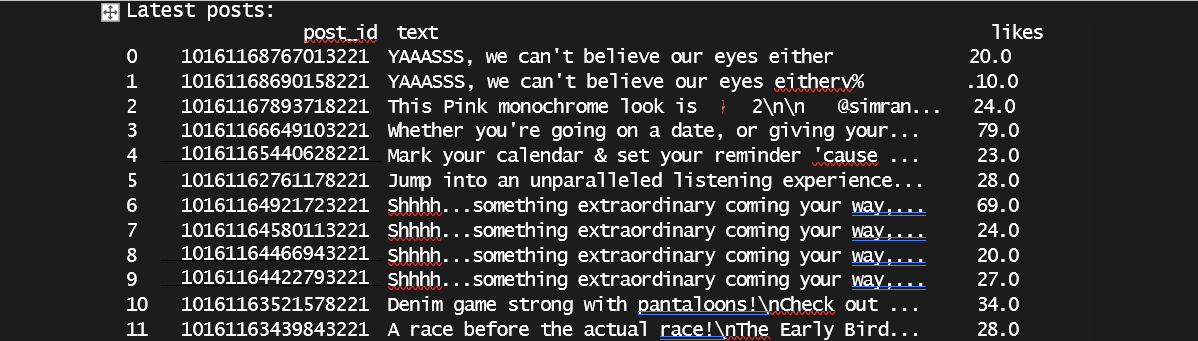 Latest posts:
post_id text likes
0 10161168767013221 YAAASSS, we can't believe our eyes either 20.0
1 10161168690158221 YAAASSS, we can't believe our eyes eitherv% .10.0
2 10161167893718221 This Pink monochrome look is 2\n\n @simran... 24.0
3 10161166649103221 Whether you're going on a date, or giving your... 79.0
4 10161165440628221 Mark your calendar & set your reminder 'cause ... 23.0
5 10161162761178221 Jump into an unparalleled listening experience... 28.0
6 10161164921723221 Shhhh...something extraordinary coming your way,... 69.0
7 10161164580113221 Shhhh...something extraordinary coming your way,... 24.0
8 10161164466943221 Shhhh...something extraordinary coming your way,... 20.0
9 10161164422793221 Shhhh...something extraordinary coming your way,... 27.0
10 10161163521578221 Denim game strong with pantaloons!\nCheck out ... 34.0
11 10161163439843221 A race before the actual race!\nThe Early Bird... 28.0